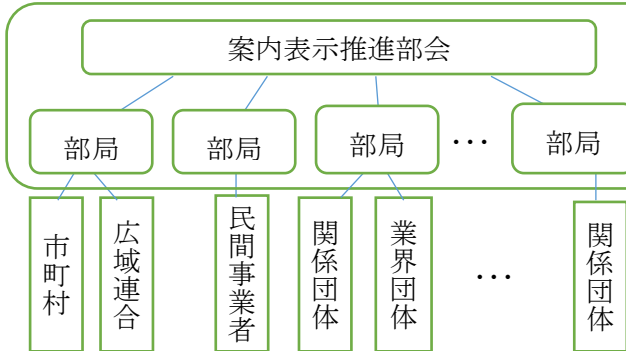 案内表示推進部会
部局
部局
部局
…
部局
市町村
広域連合
民間事業者
関係団体
業界団体
…
関係団体